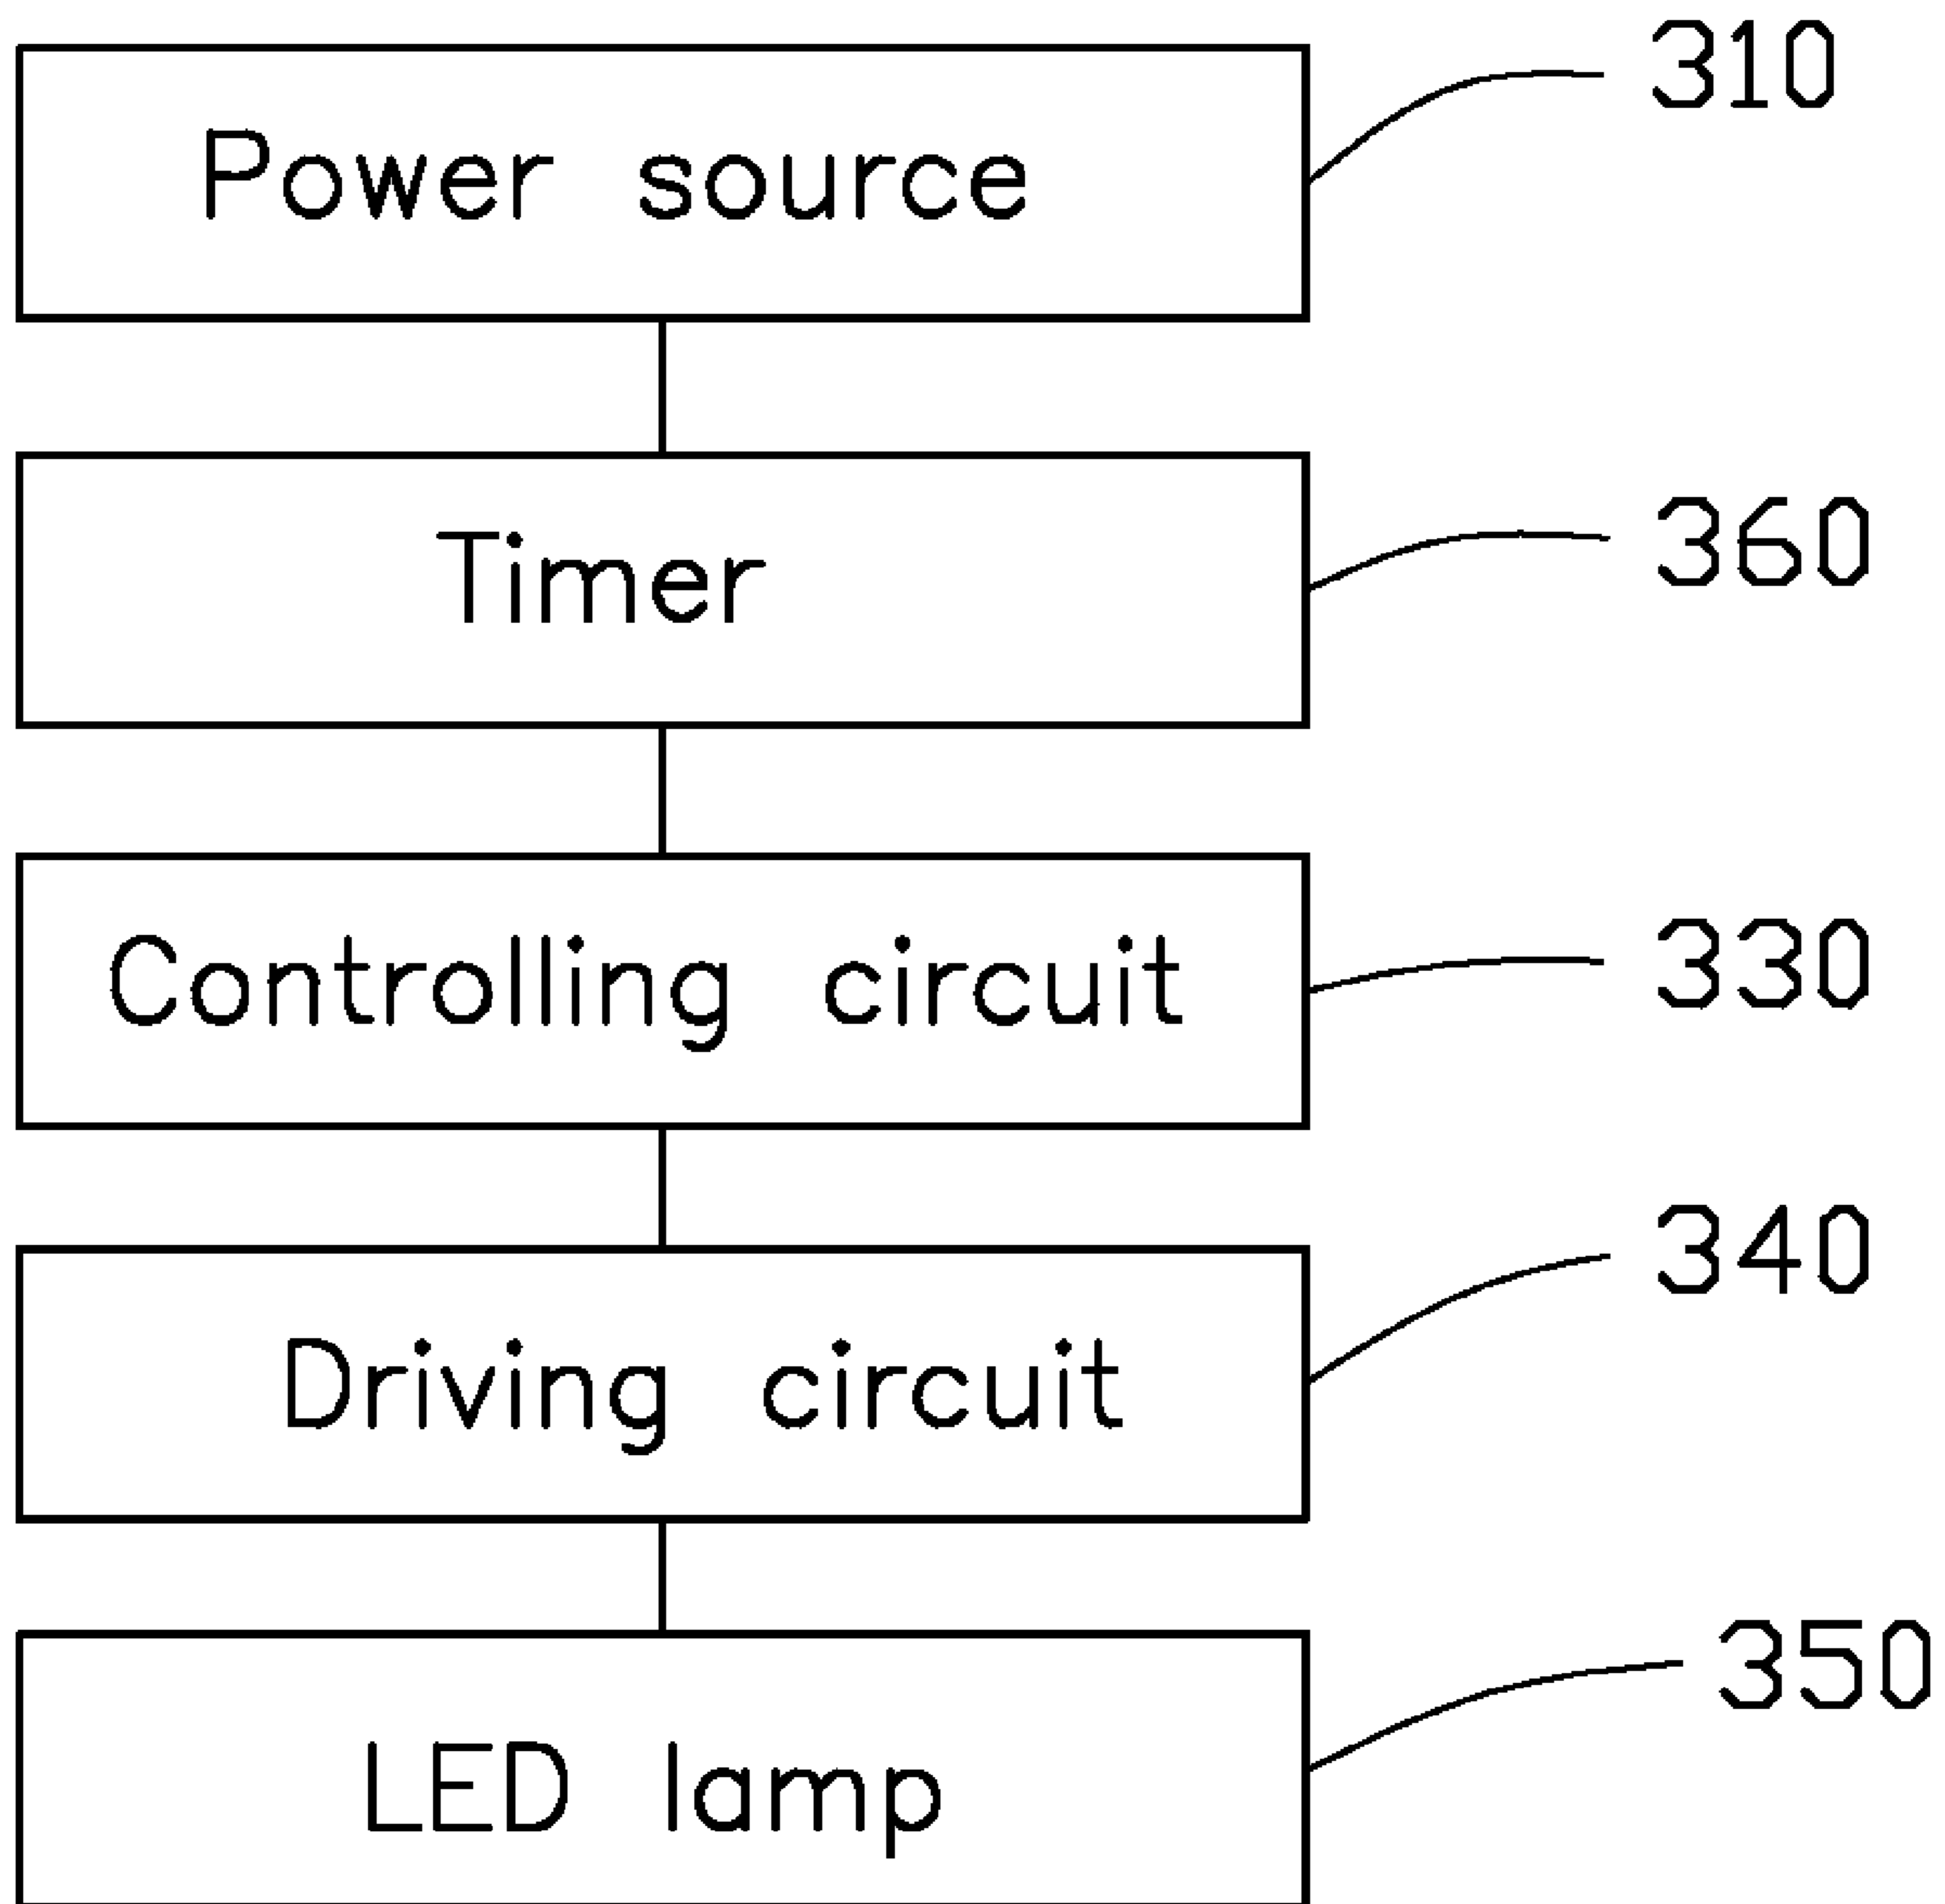 310
Power source
360
Timer
330
Controlling circuit
340
Driving circuit
350
LED lamp